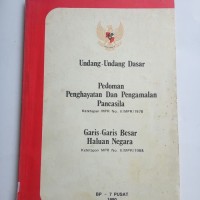 Undang-Undang Dasar
Pedoman
Penghayatan Dan Pengamalan
Pancasila
Ketetapan MPR No. II/MPR/1978
Garis-Garis Besar
Haluan Negara
Ketetapan MPR No. II/MPR/1988
BP - 7 PUSAT
1990